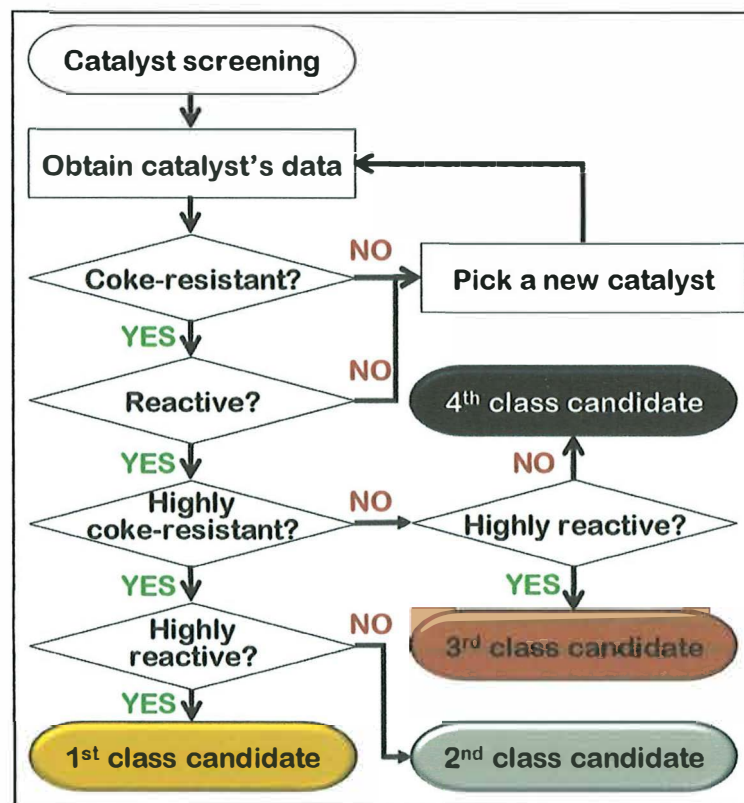 Catalyst screening
Obtain catalyst's data
NO
Coke-resistant?
Pick a new catalyst
YES
NO
Reactive?
4th class candidate
YES
NO
Highly
coke-resistant?
NO
Highly reactive?
YES
YES
Highly
reactive?
NO
3rd class candidate
YES
1st class candidate
2nd class candidate